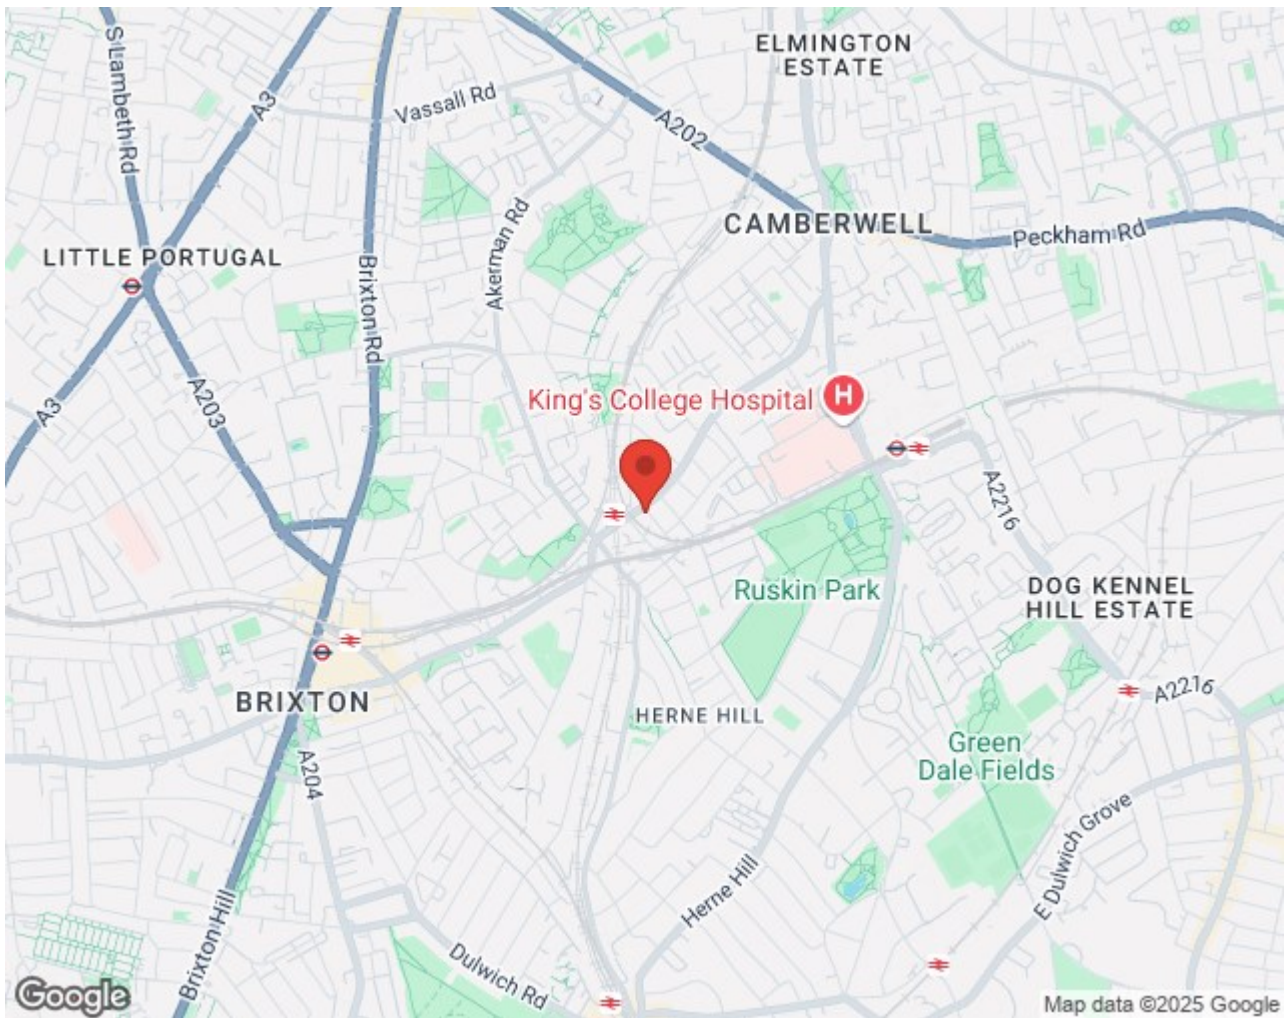 S Lambeth Rd
A3
Vassall Rd
A202
ELMINGTON
ESTATE
CAMBERWELL
Peckham Rd
LITTLE PORTUGAL
Akerman Rd
Brixton Rd
A203
A3
King's College Hospital
H
A2216
Ruskin Park
DOG KENNEL
HILL ESTATE
A2216
BRIXTON
HERNE HILL
Green
Dale Fields
A204
E Dulwich Grove
Herne Hill
Brixton Hill
Dulwich Rd
Google
Map data ©2025 Google